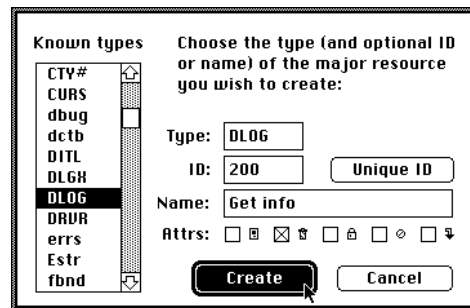 Known types
CTY#
CURS
dbug
dctb
DITL
DLGX
DLOG
DRVR
errs
Estr
fbnd
Choose the type (and optional ID
or name) of the major resource
you wish to create:
Type: DLOG
ID: 200 Unique ID
Name: Get info
Attrs:
Create Cancel